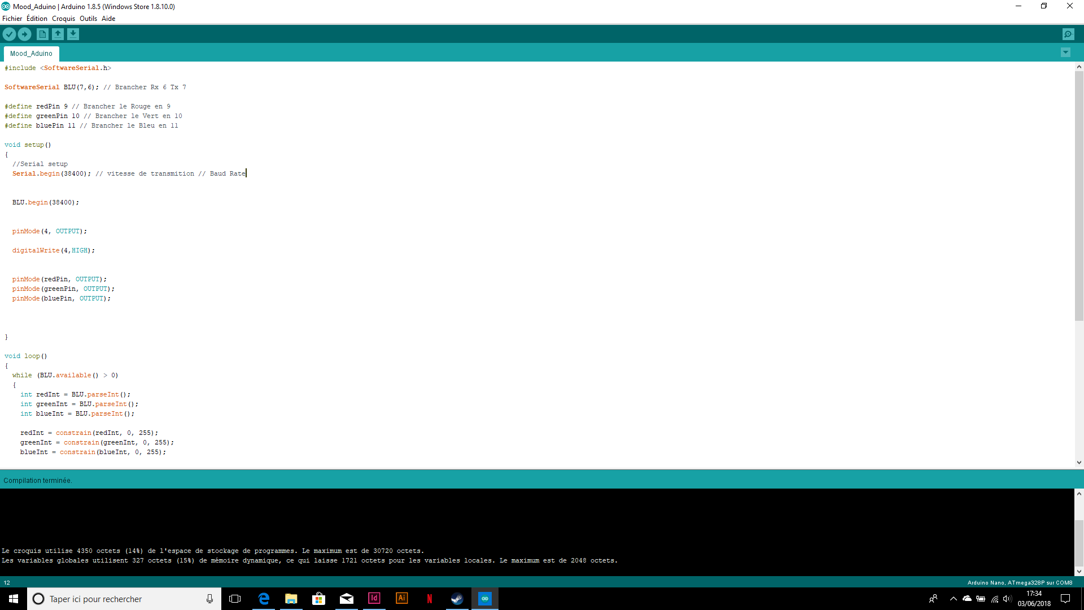 Mood_Aduino | Arduino 1.8.5 (Windows Store 1.8.10.0)
Fichier Édition Croquis Outils Aide
Mood_Aduino
#include <SoftwareSerial.h>
SoftwareSerial BLU(7,6); // Brancher Rx 6 Tx 7
#define redPin 9 // Brancher le Rouge en 9
#define greenPin 10 // Brancher le Vert en 10
#define bluePin 11 // Brancher le Bleu en 11
void setup()
{
//Serial setup
Serial.begin(38400); // vitesse de transmition // Baud Rate
BLU.begin(38400);
pinMode(4, OUTPUT);
digitalWrite(4,HIGH);
pinMode(redPin, OUTPUT);
pinMode(greenPin, OUTPUT);
pinMode(bluePin, OUTPUT);
}
void loop()
{
while (BLU.available() > 0)
{
int redInt = BLU.parseInt();
int greenInt = BLU.parseInt();
int blueInt = BLU.parseInt();
redInt = constrain(redInt, 0, 255);
greenInt = constrain(greenInt, 0, 255);
blueInt = constrain(blueInt, 0, 255);
Compilation terminée.
Le croquis utilise 4350 octets (14%) de l'espace de stockage de programmes. Le maximum est de 30720 octets.
Les variables globales utilisent 327 octets (15%) de mémoire dynamique, ce qui laisse 1721 octets pour les variables locales. Le maximum est de 2048 octets.
12
Arduino Nano, ATmega328P sur COM8
Taper ici pour rechercher
Id
Ai
17:34
03/06/2018